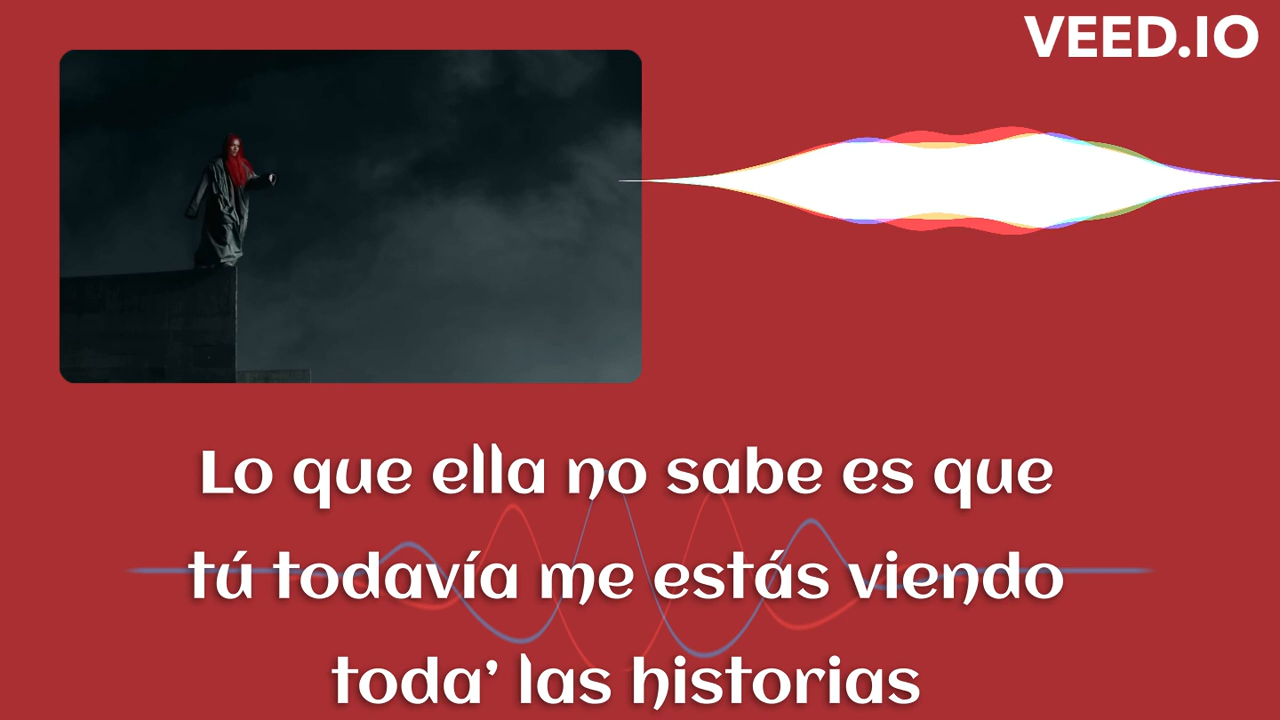 VEED.IO
Lo que ella no sabe es que
tú todavía me estás viendo
toda’ las historias